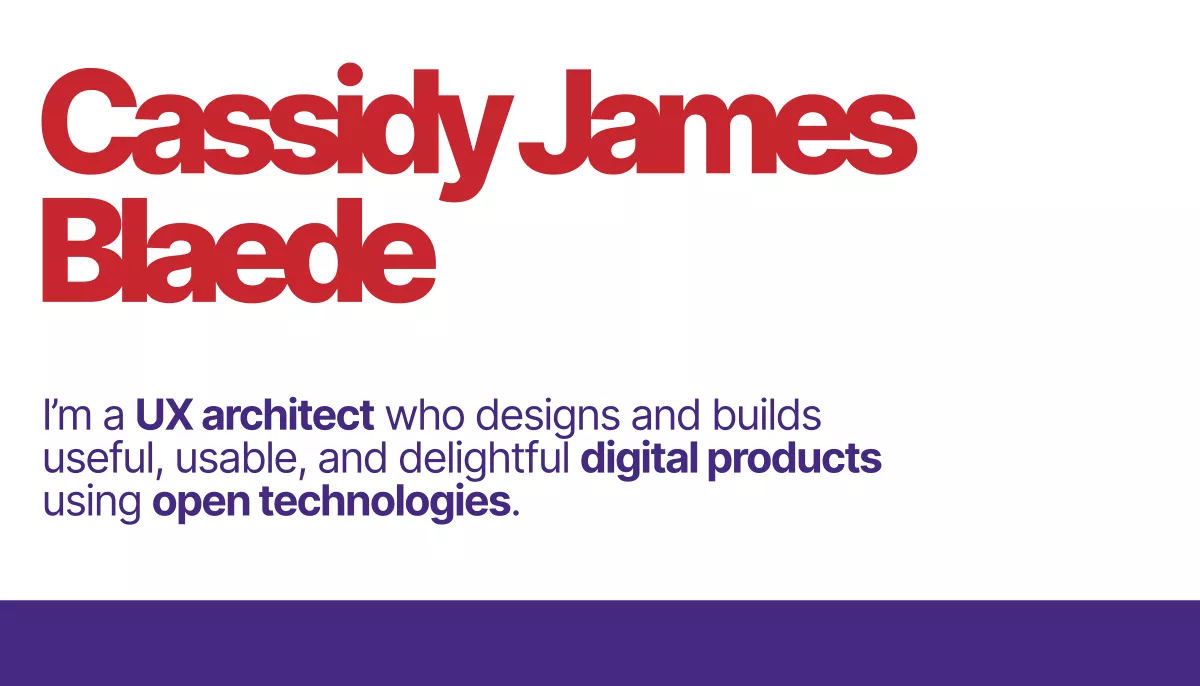 Cassidy James
Blaede
I’m a UX architect who designs and builds
useful, usable, and delightful digital products
using open technologies.